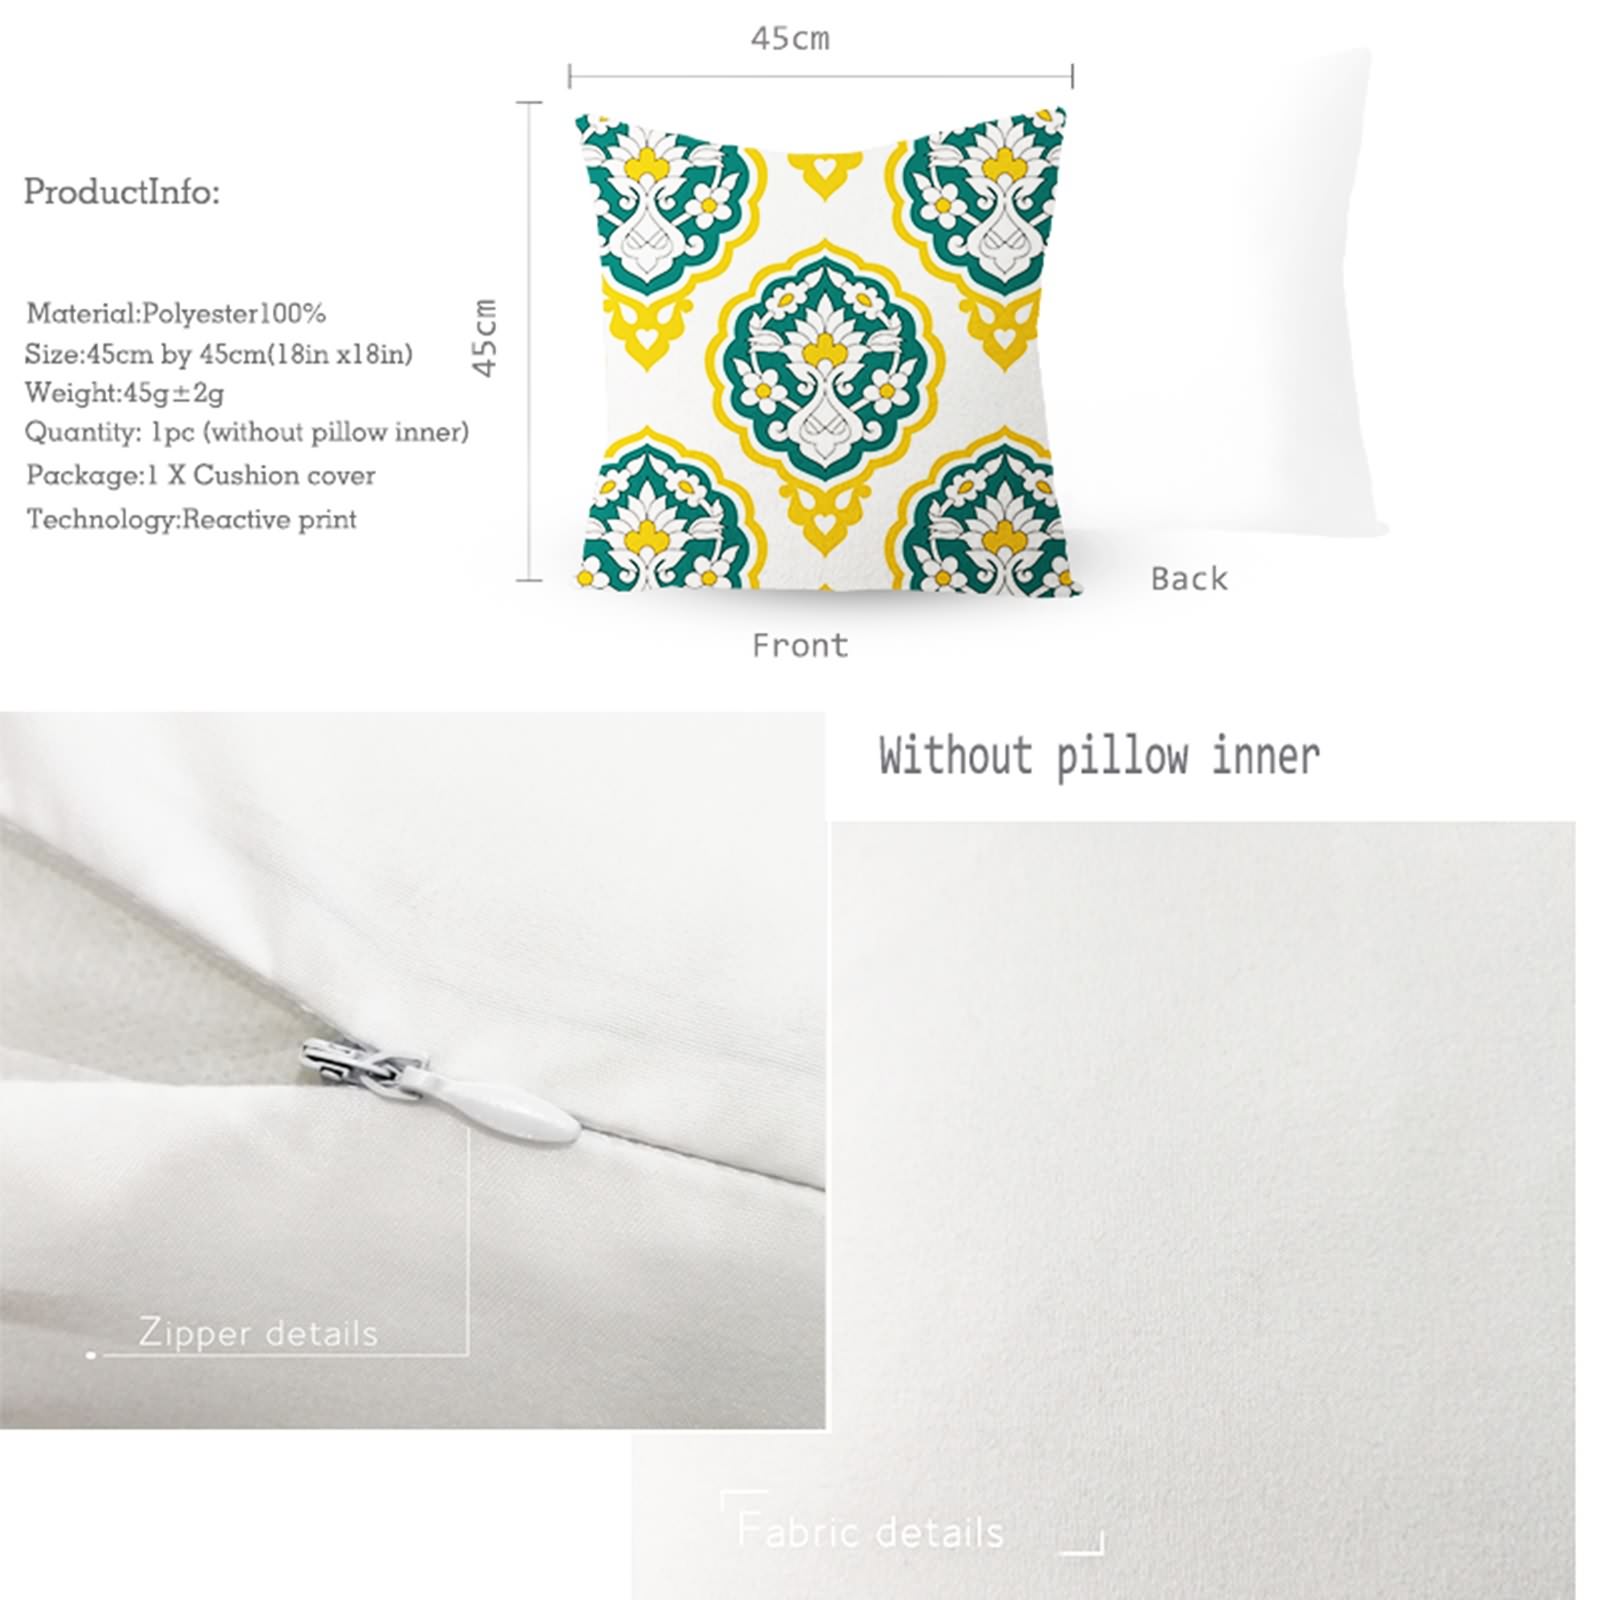 45cm
ProductInfo:
45cm
Material:Polyester100%
Size:45cm by 45cm(18in x18in)
Weight:45g±2g
Quantity: 1pc (without pillow inner)
Package:1 X Cushion cover
Technology:Reactive print
Back
Front
Without pillow inner
Zipper details
Fabric details